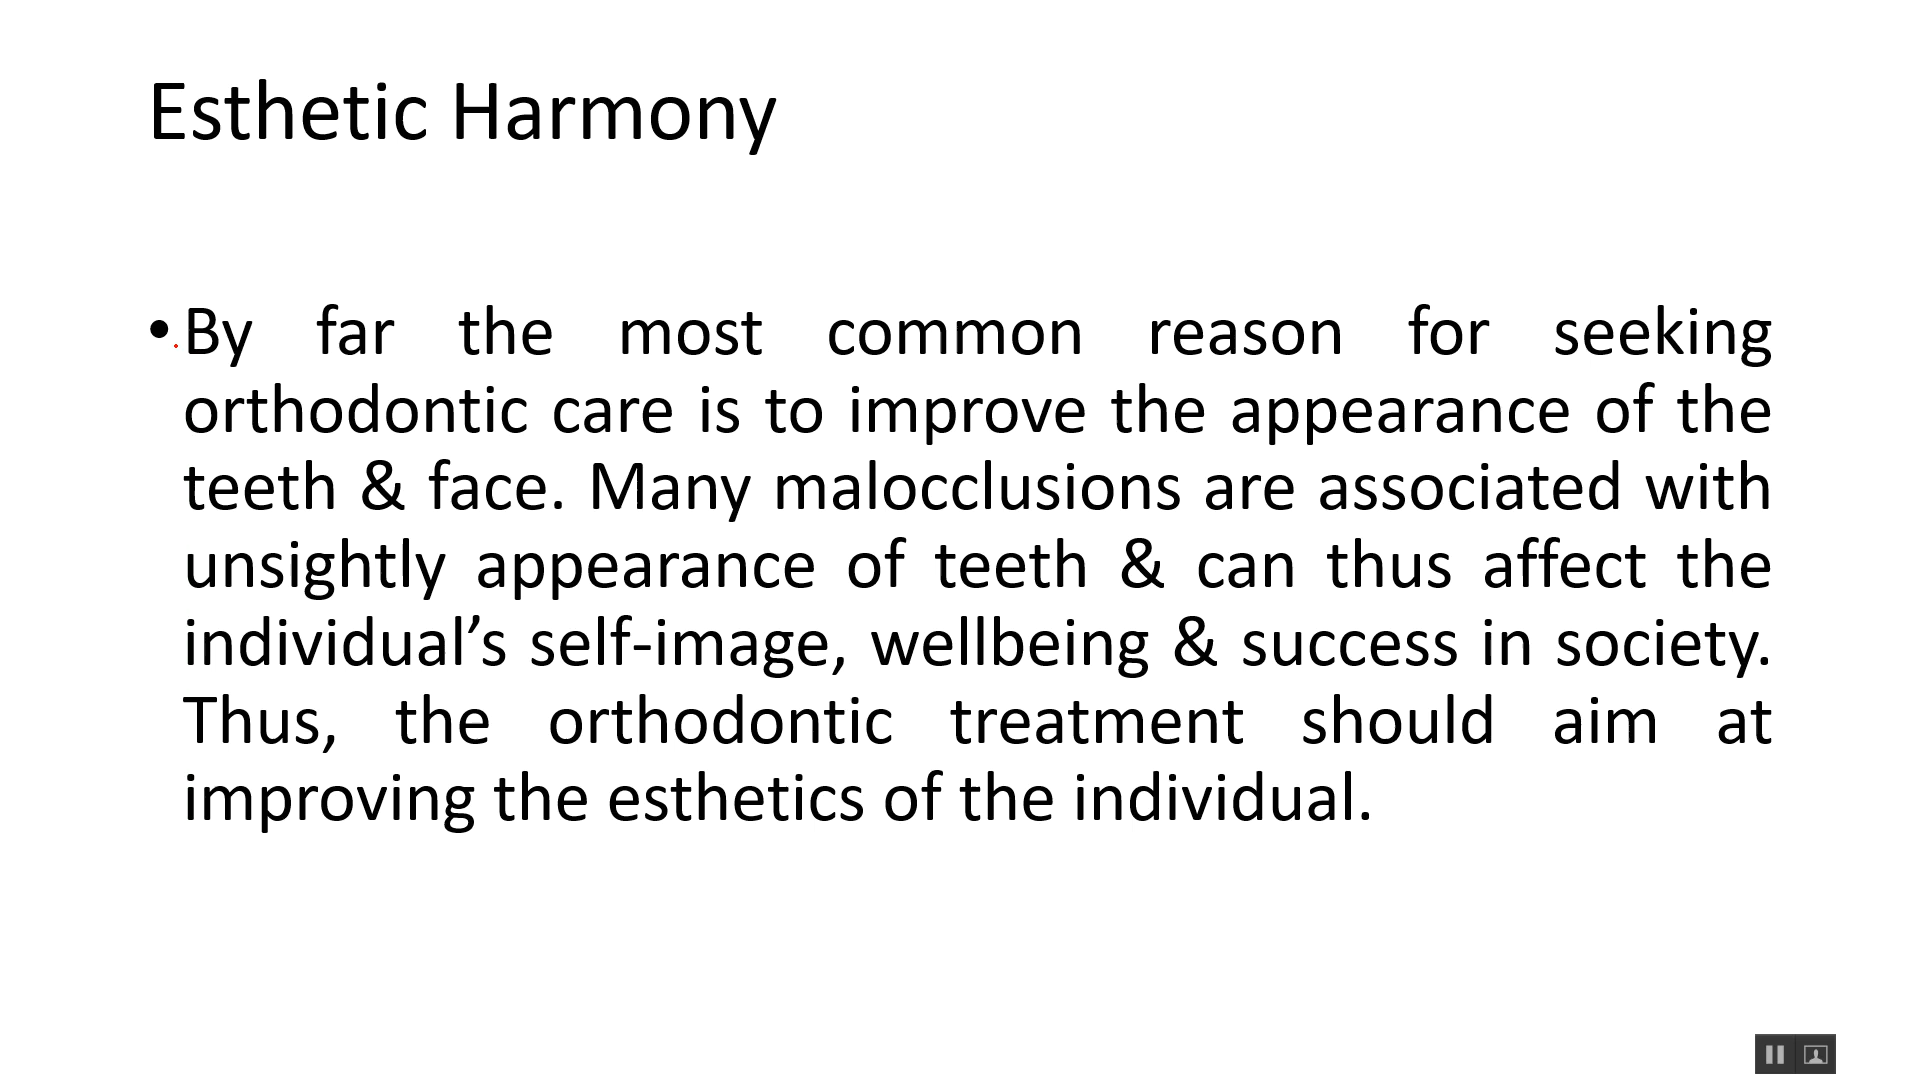 Esthetic Harmony
• By far the most common reason for seeking
orthodontic care is to improve the appearance of the
teeth & face. Many malocclusions are associated with
unsightly appearance of teeth & can thus affect the
individual’s self-image, wellbeing & success in society.
Thus, the orthodontic treatment should aim at
improving the esthetics of the individual.